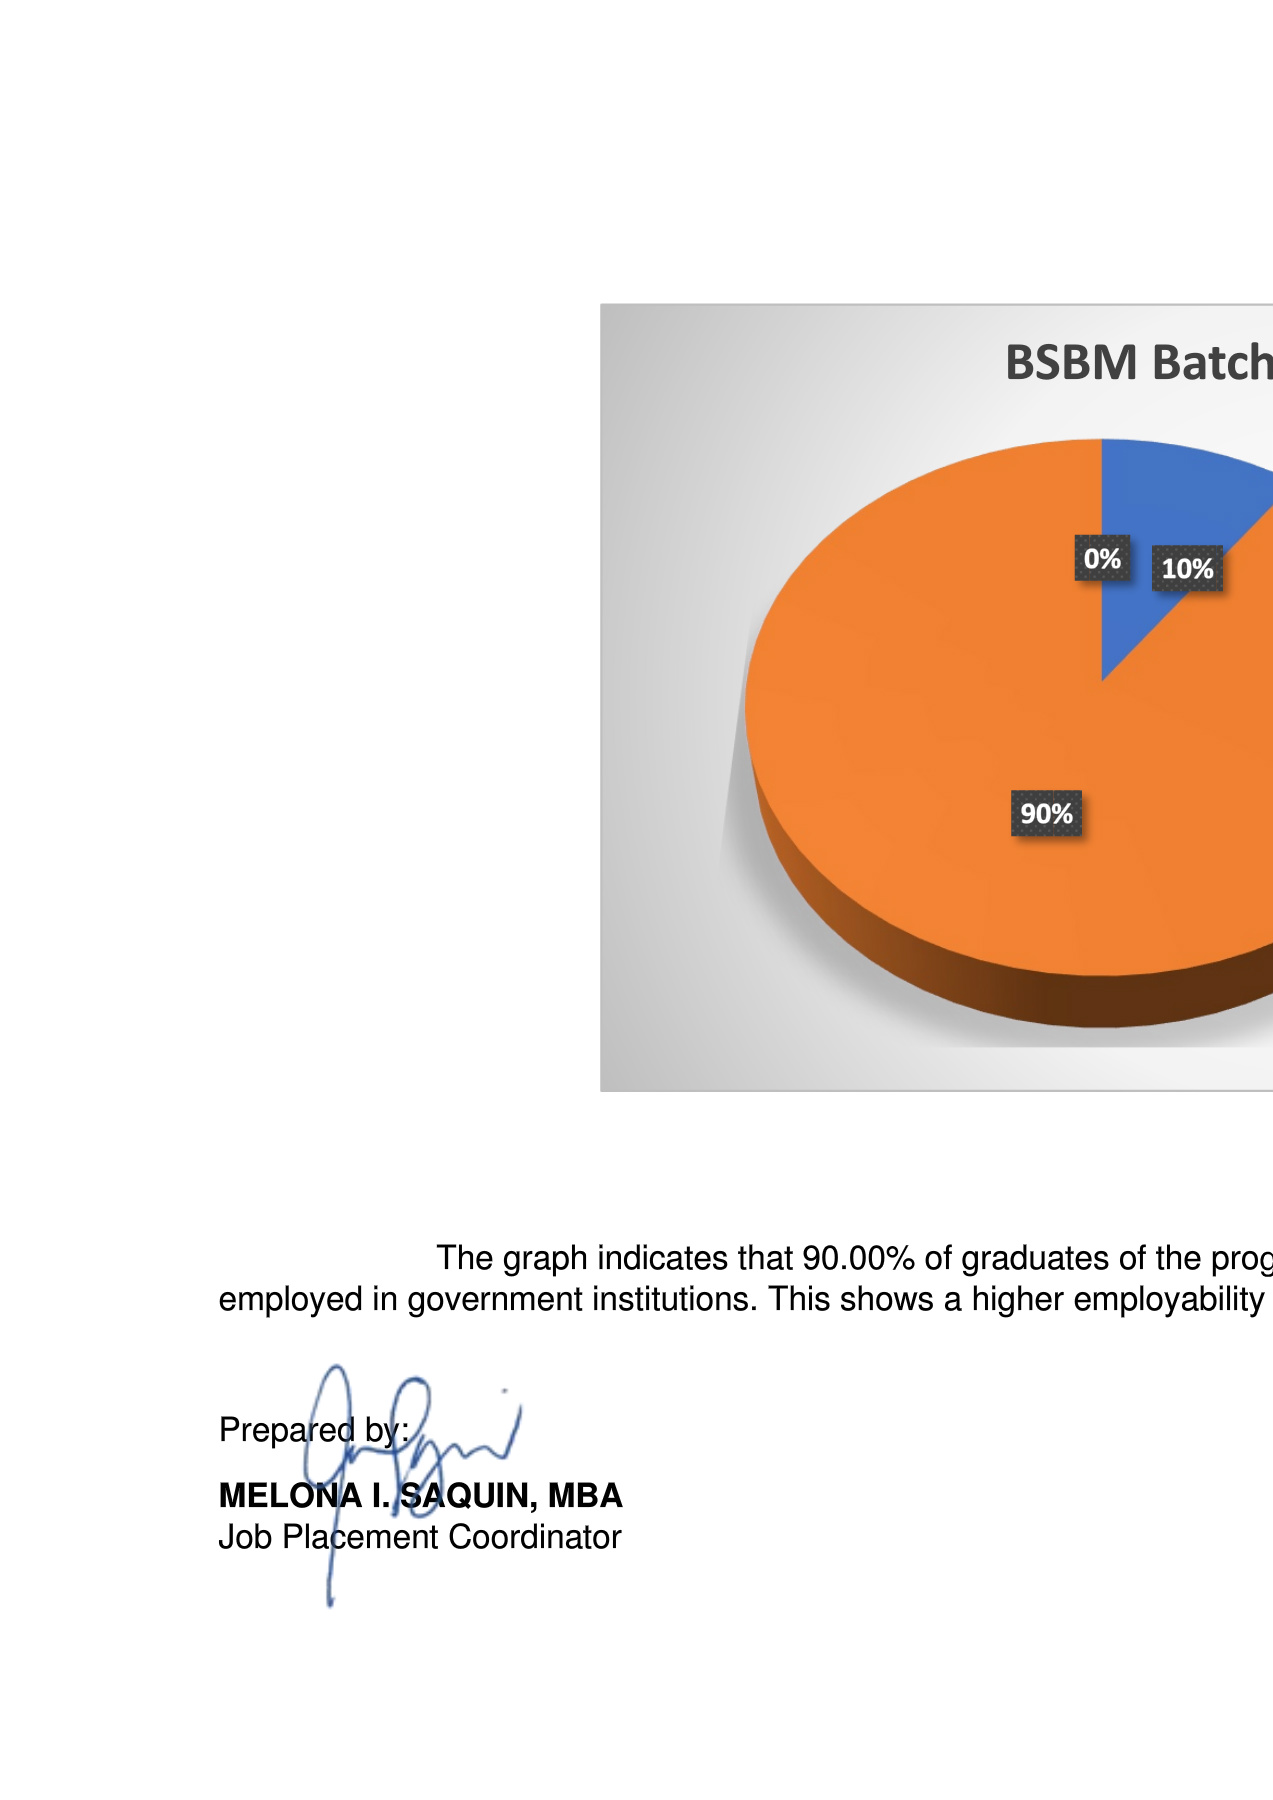 BSBM Batch
0%
10%
90%
The graph indicates that 90.00% of graduates of the prog
employed in government institutions. This shows a higher employability
Prepared by:
MELONA I. SAQUIN, MBA
Job Placement Coordinator